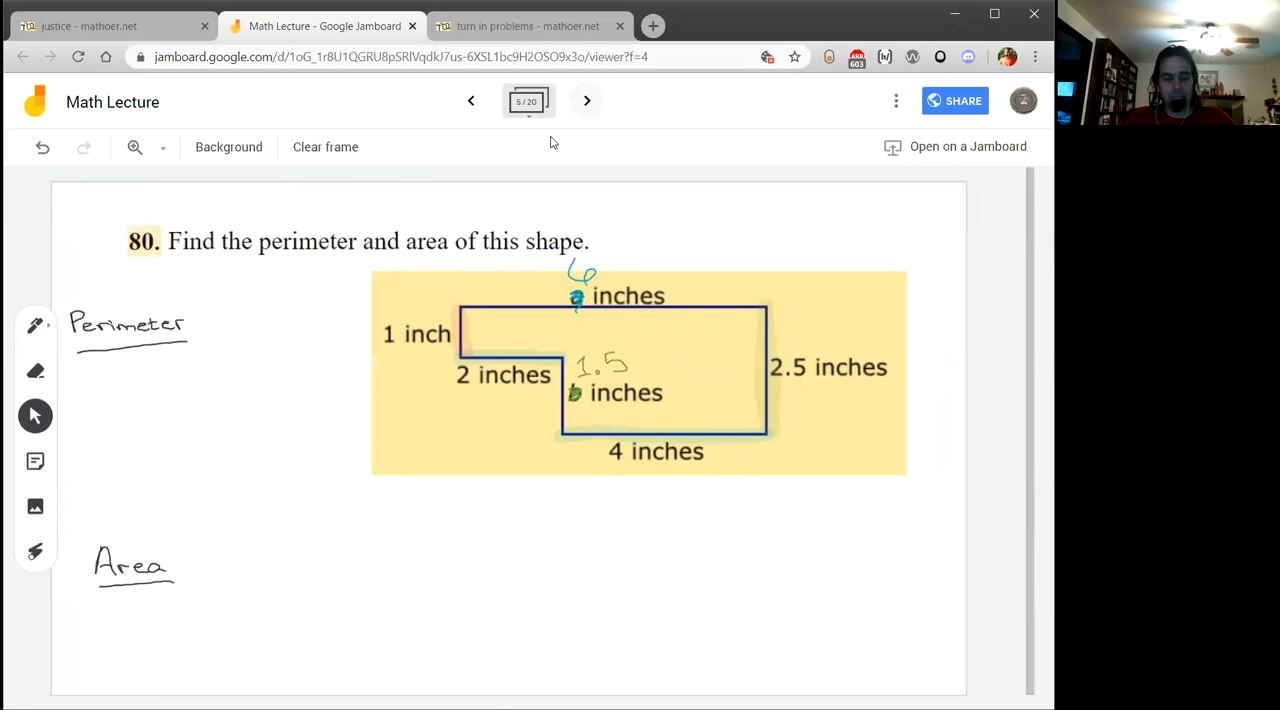 justice - mathoer.net
Math Lecture - Google Jamboard
turn in problems - mathoer.net
jamboard.google.com/d/1oG_1r8U1QGRU8pSRlVqdkJ7us-6XSL1bc9H2OSO9x3o/viewer?f=4
603
Math Lecture
5 / 20
SHARE
Background
Clear frame
Open on a Jamboard
80. Find the perimeter and area of this shape.
6
a inches
Perimeter
1 inch
1.5
2.5 inches
2 inches
b inches
4 inches
Area